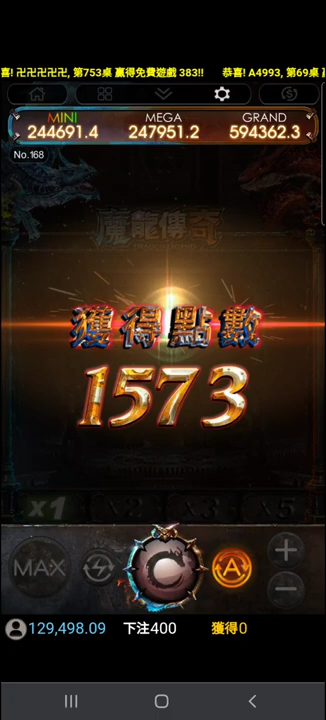 喜! 卍卍卍卍卍, 第753桌 贏得免費遊戲 383!! 恭喜! A4993, 第69桌
MINI MEGA GRAND
244691.4 247951.2 594362.3
No.168
魔龍傳奇
獲得點數
1573
x1 x2 x3 x5
MAX A + −
129,498.09 下注400 獲得0